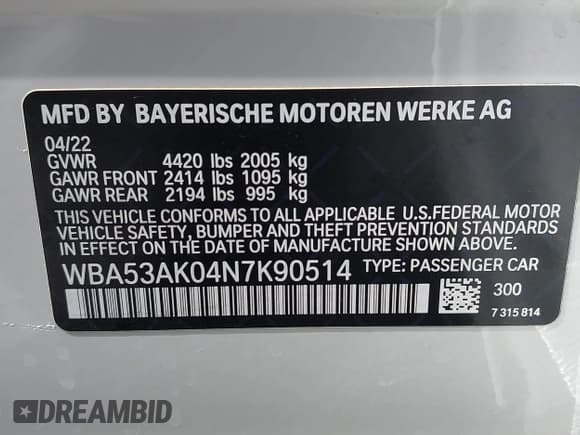 MFD BY BAYERISCHE MOTOREN WERKE AG
04/22
GVWR 4420 lbs 2005 kg
GAWR FRONT 2414 lbs 1095 kg
GAWR REAR 2194 lbs 995 kg
THIS VEHICLE CONFORMS TO ALL APPLICABLE U.S.FEDERAL MOTOR
VEHICLE SAFETY, BUMPER AND THEFT PREVENTION STANDARDS
IN EFFECT ON THE DATE OF MANUFACTURE SHOWN ABOVE.
WBA53AK04N7K90514 TYPE: PASSENGER CAR
300
7 315 814
DREAMBID